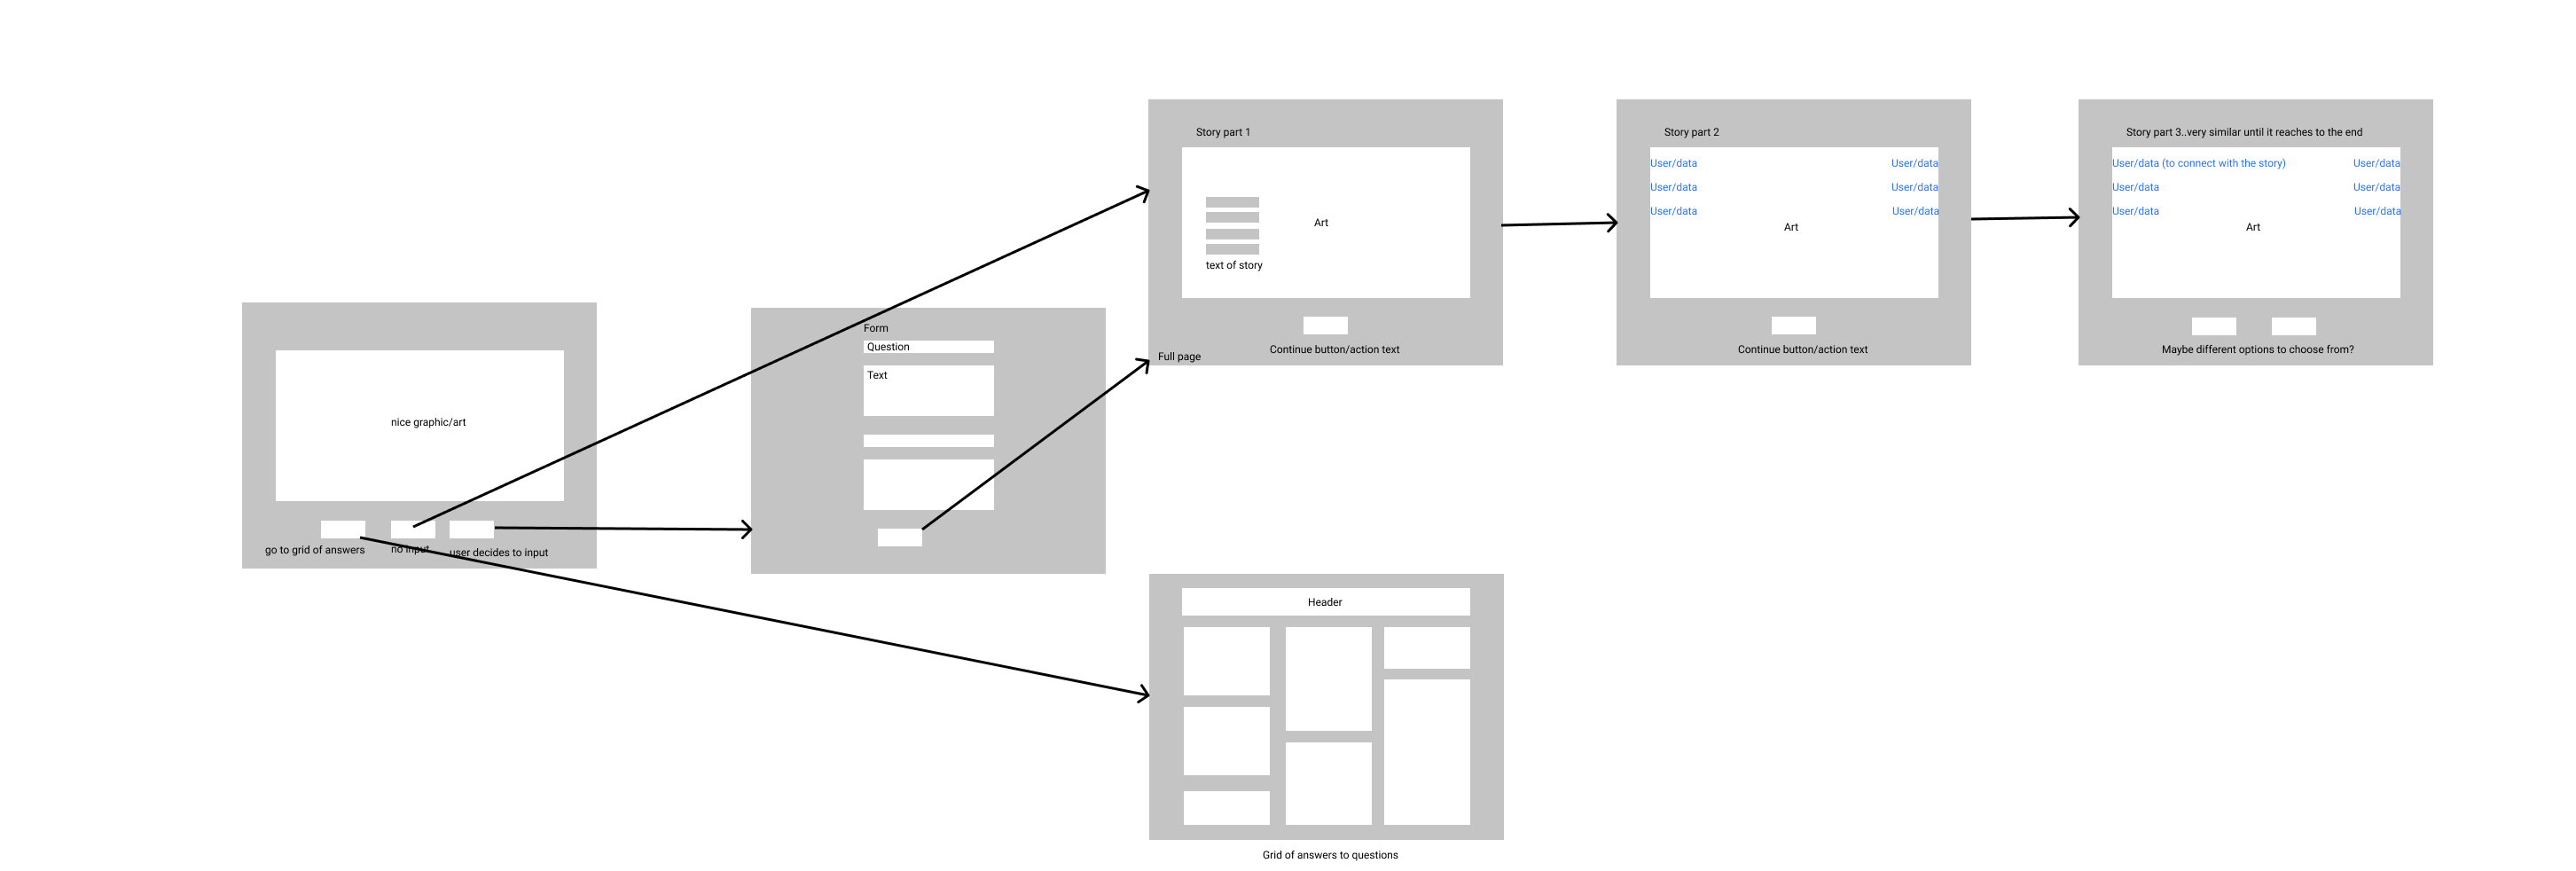 nice graphic/art
go to grid of answers
no input
user decides to input
Form
Question
Text
Story part 1
Art
text of story
Full page
Continue button/action text
Story part 2
User/data
User/data
User/data
User/data
User/data
User/data
Art
Continue button/action text
Story part 3..very similar until it reaches to the end
User/data (to connect with the story)
User/data
User/data
User/data
User/data
User/data
Art
Maybe different options to choose from?
Header
Grid of answers to questions